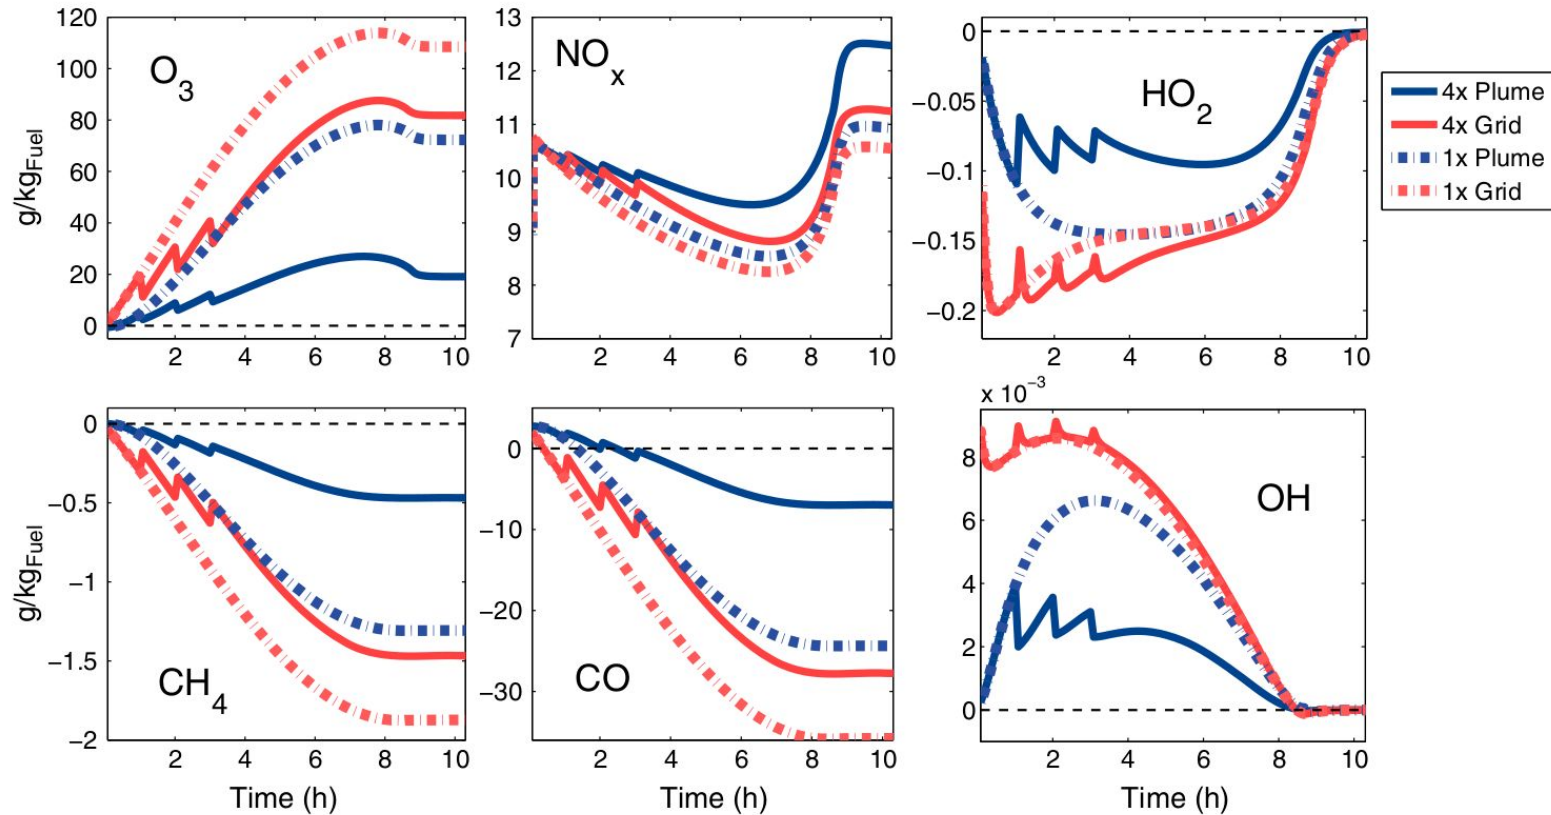 120
100
80
60
40
20
0
g/kg_Fuel
O₃
2 4 6 8 10
13
12
11
10
9
8
7
NOₓ
2 4 6 8 10
0
−0.05
−0.1
−0.15
−0.2
HO₂
2 4 6 8 10
4x Plume
4x Grid
1x Plume
1x Grid
0
−0.5
−1
−1.5
−2
g/kg_Fuel
CH₄
2 4 6 8 10
Time (h)
0
−10
−20
−30
CO
2 4 6 8 10
Time (h)
x 10⁻³
8
6
4
2
0
OH
2 4 6 8 10
Time (h)